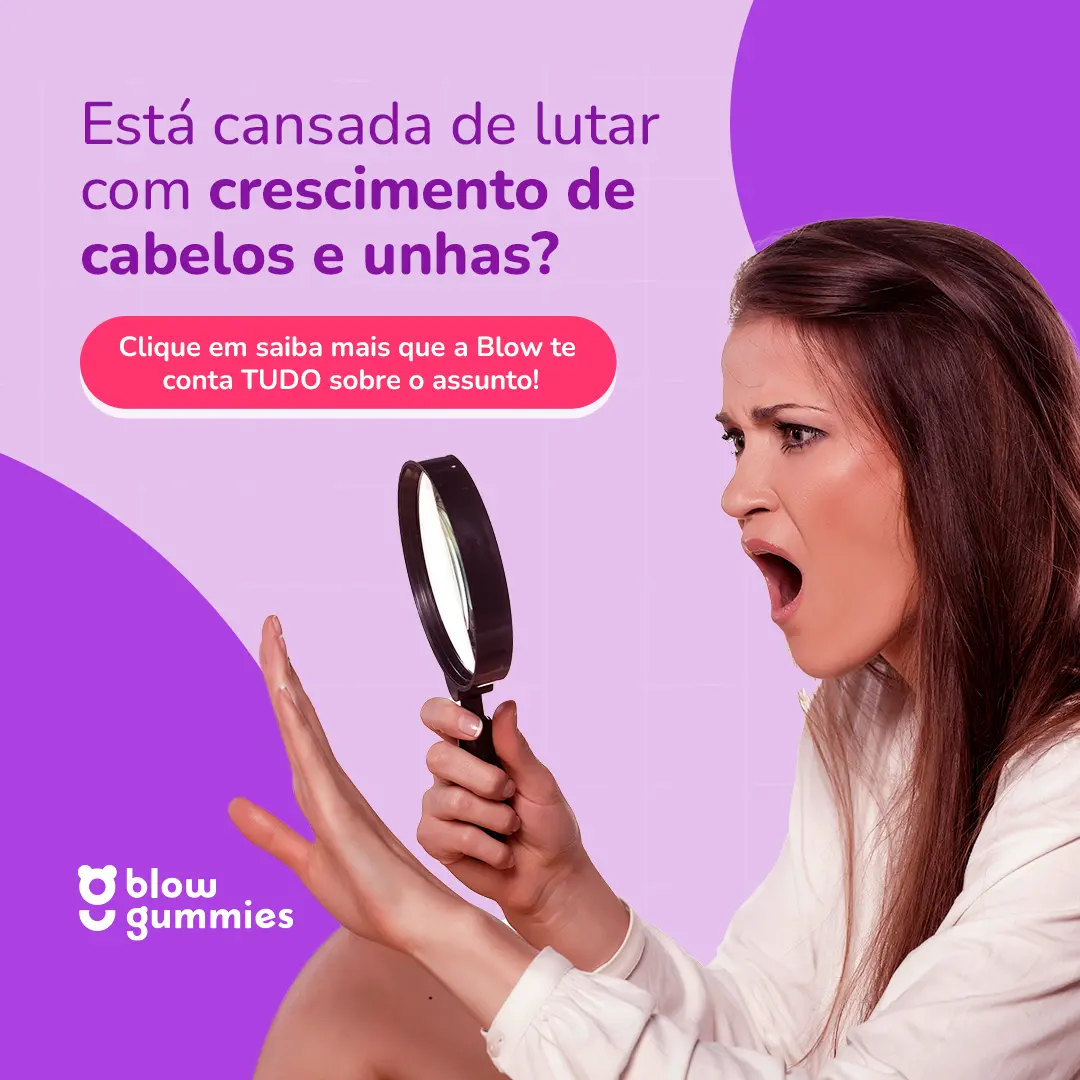 Está cansada de lutar
com crescimento de
cabelos e unhas?
Clique em saiba mais que a Blow te
conta TUDO sobre o assunto!
blow
gummies